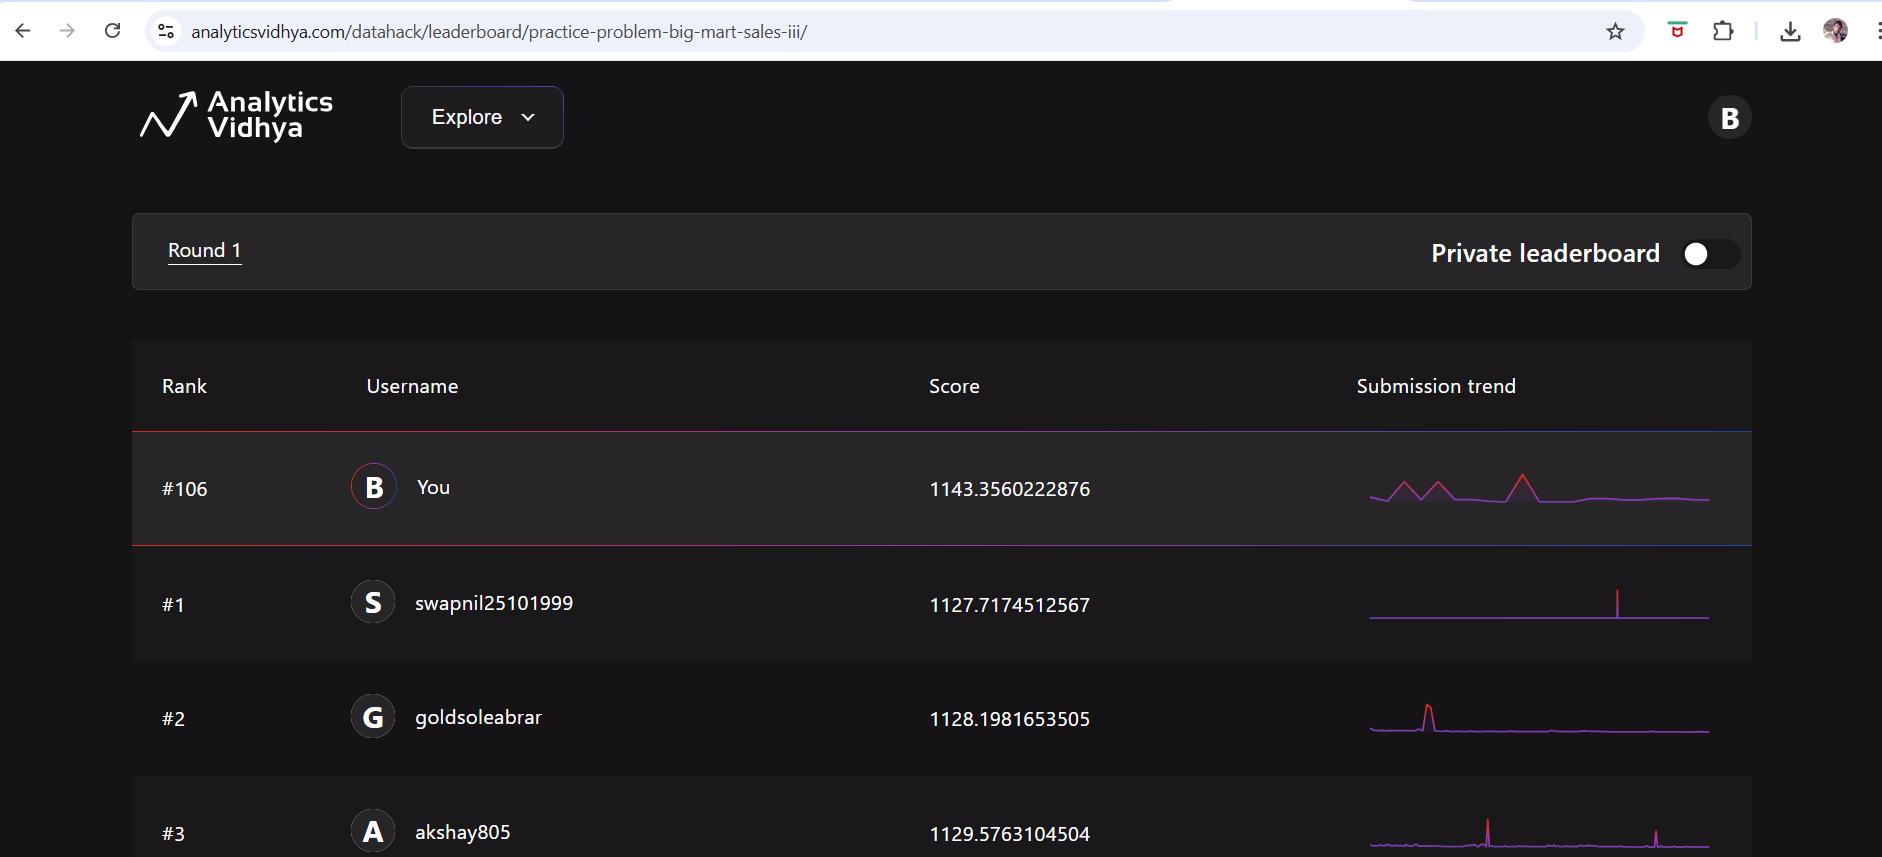 analyticsvidhya.com/datahack/leaderboard/practice-problem-big-mart-sales-iii/
Analytics
Vidhya
Explore
B
Round 1
Private leaderboard
Rank Username Score Submission trend
#106 B You 1143.3560222876
#1 S swapnil25101999 1127.7174512567
#2 G goldsoleabrar 1128.1981653505
#3 A akshay805 1129.5763104504